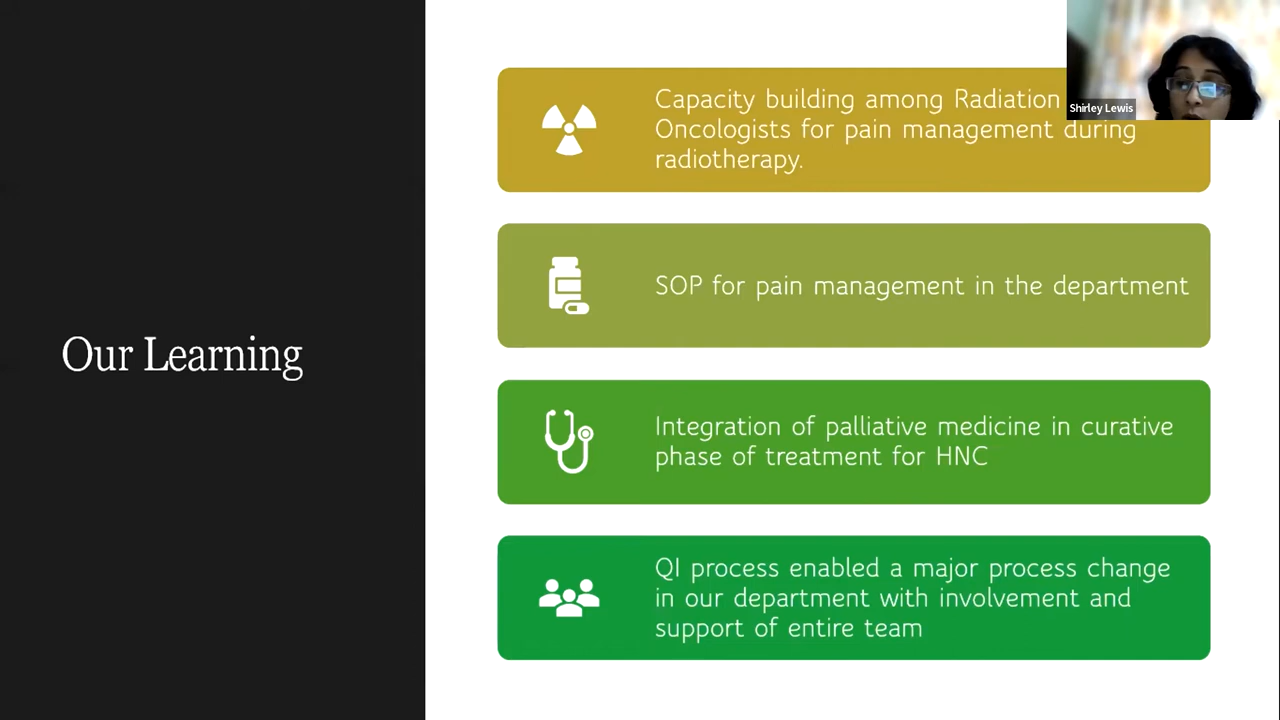 Our Learning
Capacity building among Radiation
Oncologists for pain management during
radiotherapy.
SOP for pain management in the department
Integration of palliative medicine in curative
phase of treatment for HNC
QI process enabled a major process change
in our department with involvement and
support of entire team
Shirley Lewis